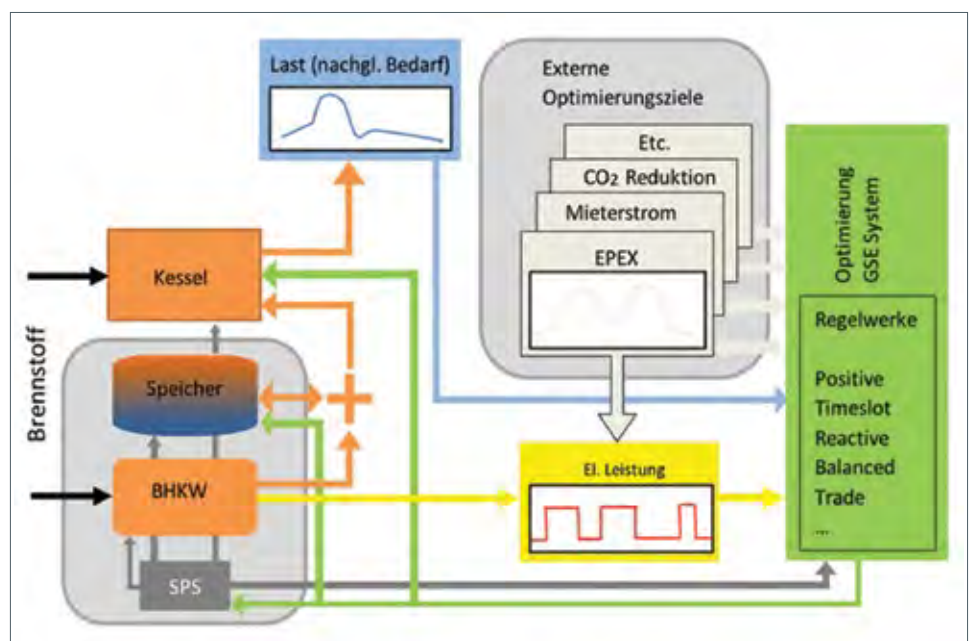 Last (nachgl. Bedarf)
Externe
Optimierungsziele
Etc.
CO₂ Reduktion
Mieterstrom
EPEX
Optimierung
GSE System
Regelwerke
Positive
Timeslot
Reactive
Balanced
Trade
...
Brennstoff
Kessel
Speicher
BHKW
SPS
El. Leistung